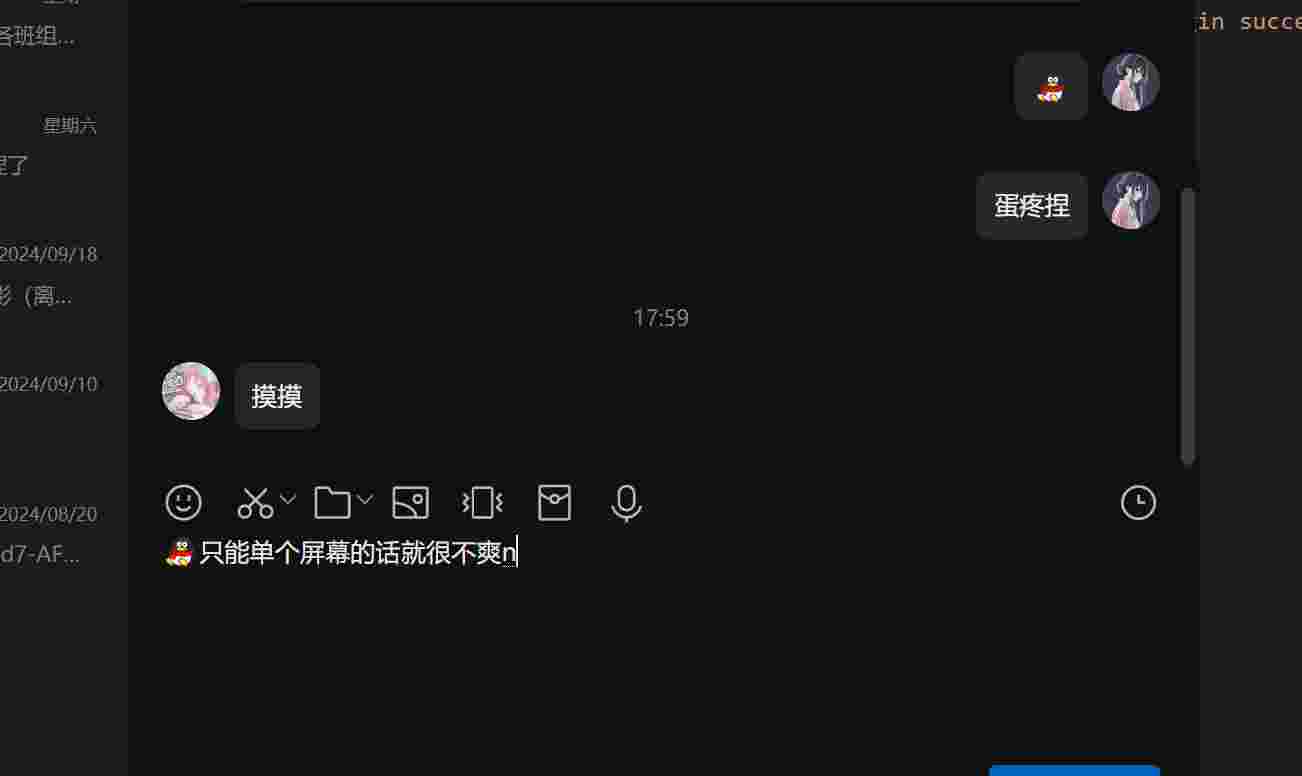 各班组...
星期六
捏了
2024/09/18
影（离...
2024/09/10
2024/08/20
d7-AF...
蛋疼捏
17:59
摸摸
只能单个屏幕的话就很不爽n
in succe